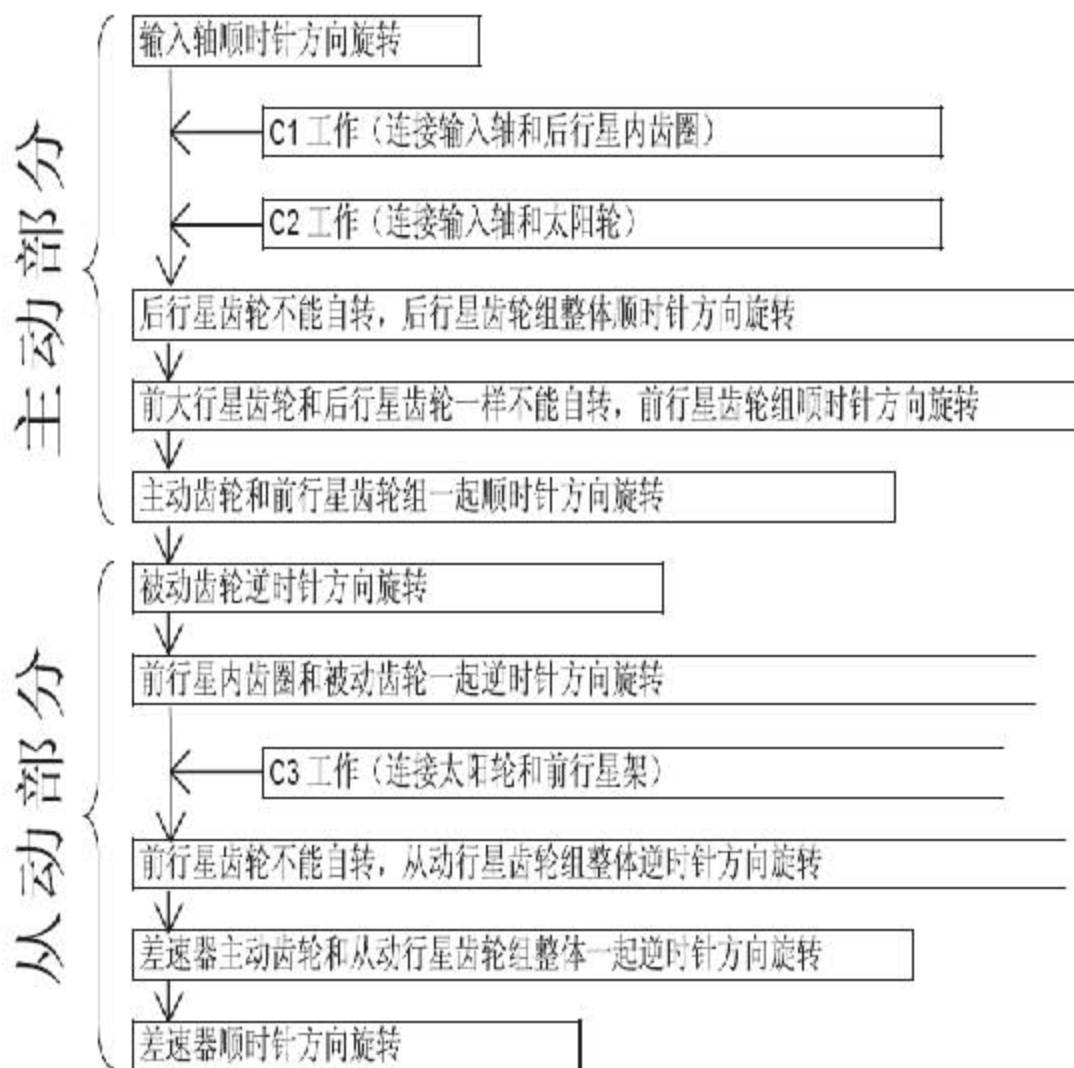 主动部分
输入轴顺时针方向旋转
C1 工作（连接输入轴和后行星内齿圈）
C2 工作（连接输入轴和太阳轮）
后行星齿轮不能自转，后行星齿轮组整体顺时针方向旋转
前大行星齿轮和后行星齿轮一样不能自转，前行星齿轮组顺时针方向旋转
主动齿轮和前行星齿轮组一起顺时针方向旋转
从动部分
被动齿轮逆时针方向旋转
前行星内齿圈和被动齿轮一起逆时针方向旋转
C3 工作（连接太阳轮和前行星架）
前行星齿轮不能自转，从动行星齿轮组整体逆时针方向旋转
差速器主动齿轮和从动行星齿轮组整体一起逆时针方向旋转
差速器顺时针方向旋转